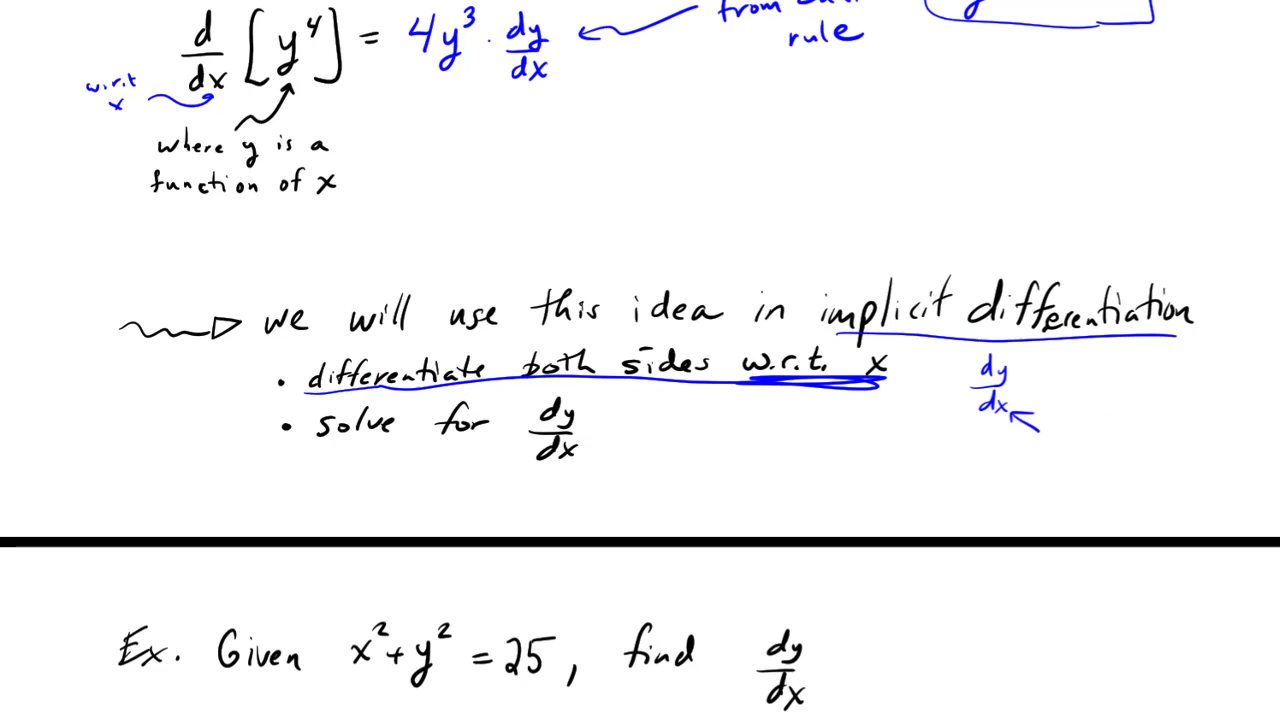 d/dx [y⁴] = 4y³ · dy/dx
from
rule
y
w.r.t
x
where y is a
function of x
we will use this idea in implicit differentiation
• differentiate both sides w.r.t. x
dy/dx
• solve for dy/dx
Ex. Given x² + y² = 25, find dy/dx